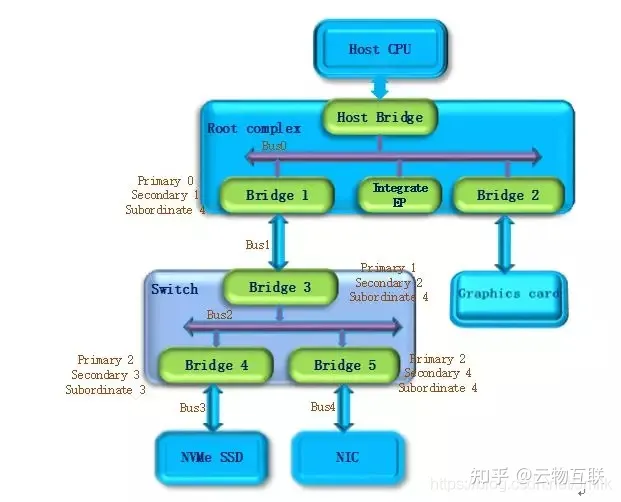 Host CPU
Host Bridge
Root complex
Bus0
Primary 0
Secondary 1
Subordinate 4
Bridge 1
Integrate
EP
Bridge 2
Bus1
Switch
Bridge 3
Primary 1
Secondary 2
Subordinate 4
Graphics card
Bus2
Primary 2
Secondary 3
Subordinate 3
Bridge 4
Bridge 5
Primary 2
Secondary 4
Subordinate 4
Bus3
Bus4
NVMe SSD
NIC
知乎 @云物互联